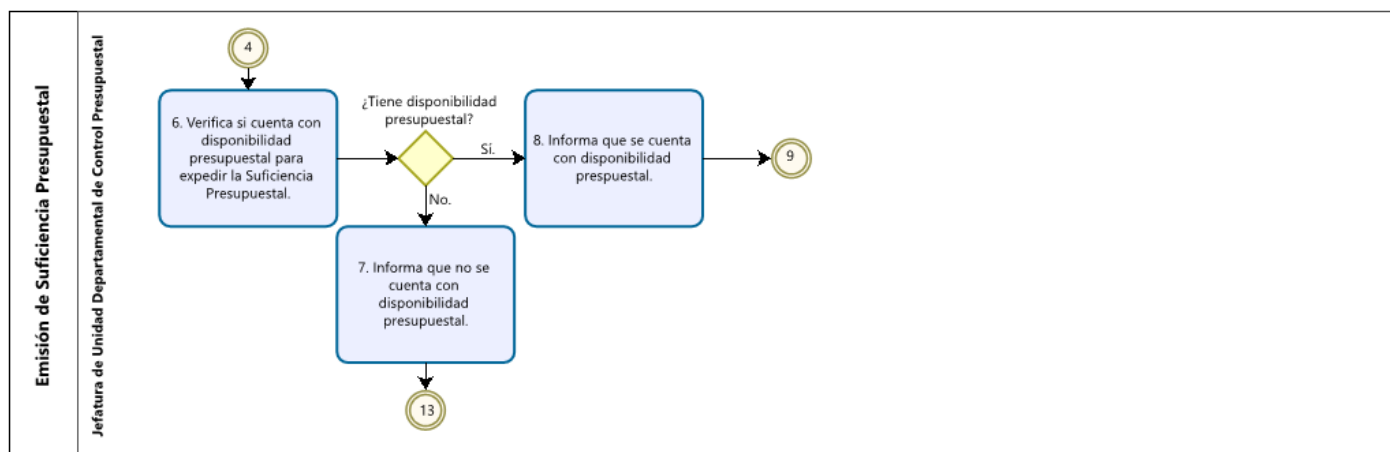 Emisión de Suficiencia Presupuestal
Jefatura de Unidad Departamental de Control Presupuestal
4
6. Verifica si cuenta con
disponibilidad
presupuestal para
expedir la Suficiencia
Presupuestal.
¿Tiene disponibilidad
presupuestal?
Sí.
No.
8. Informa que se cuenta
con disponibilidad
prespuestal.
9
7. Informa que no se
cuenta con
disponibilidad
presupuestal.
13